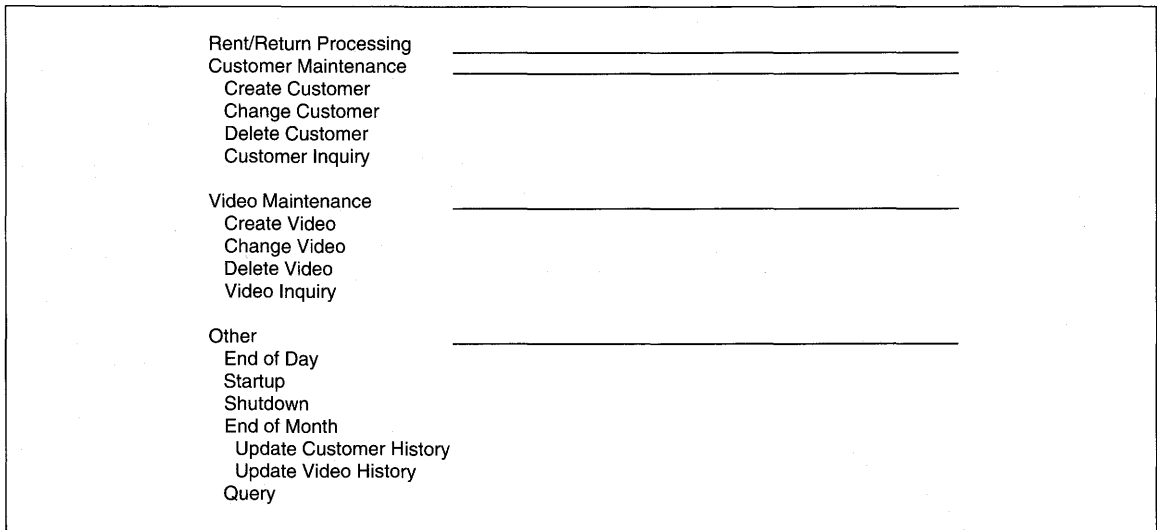 Rent/Return Processing
Customer Maintenance
Create Customer
Change Customer
Delete Customer
Customer Inquiry
Video Maintenance
Create Video
Change Video
Delete Video
Video Inquiry
Other
End of Day
Startup
Shutdown
End of Month
Update Customer History
Update Video History
Query